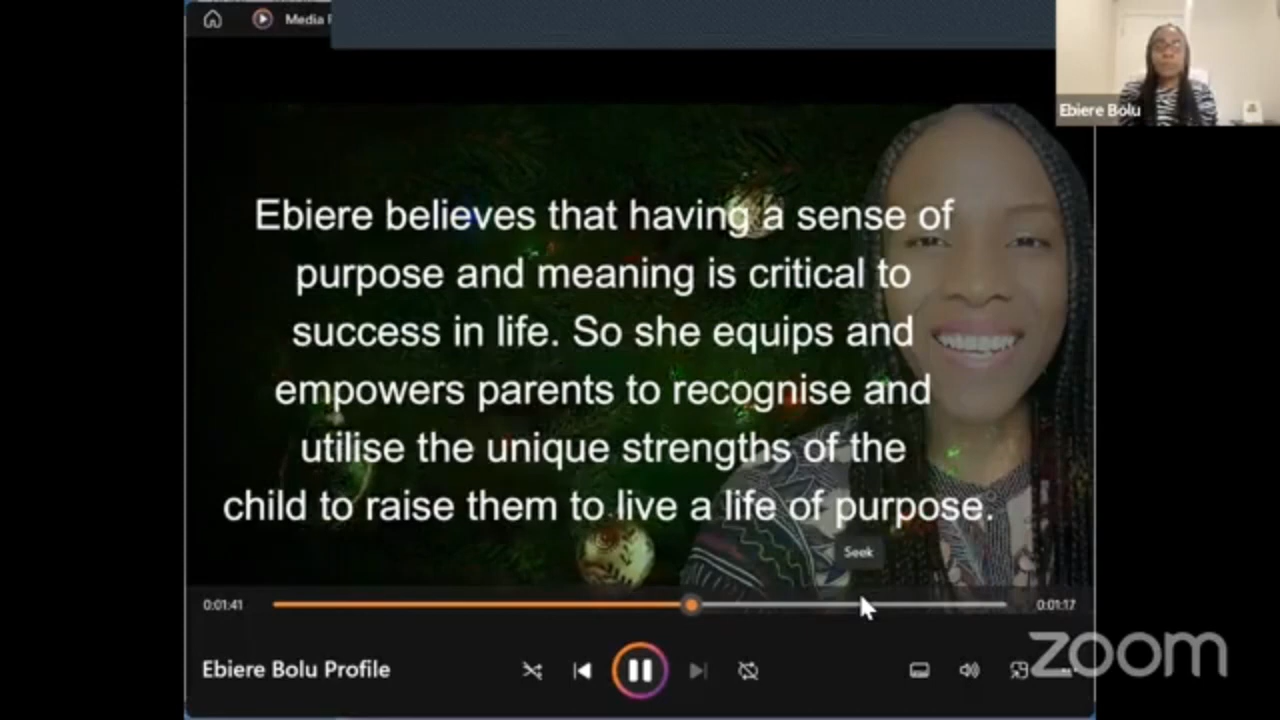 Media
Ebiere Bolu
Ebiere believes that having a sense of
purpose and meaning is critical to
success in life. So she equips and
empowers parents to recognise and
utilise the unique strengths of the
child to raise them to live a life of purpose.
Seek
0:01:41
0:01:17
Ebiere Bolu Profile
zoom